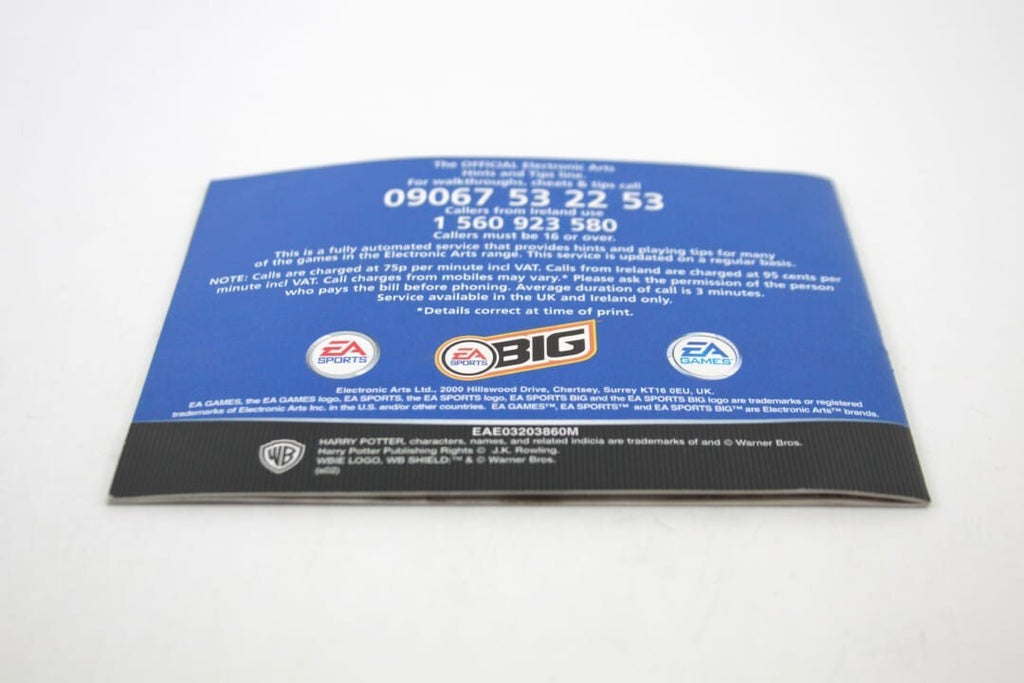 The OFFICIAL Electronic Arts
Hints and Tips line.
For walkthroughs, cheats & tips call
09067 53 22 53
Callers from Ireland use
1 560 923 580
Callers must be 16 or over.
This is a fully automated service that provides hints and playing tips for many
of the games in the Electronic Arts range. This service is updated on a regular basis.
NOTE: Calls are charged at 75p per minute incl VAT. Calls from Ireland are charged at 95 cents per
minute incl VAT. Call charges from mobiles may vary.* Please ask the permission of the person
who pays the bill before phoning. Average duration of call is 3 minutes.
Service available in the UK and Ireland only.
*Details correct at time of print.
EA SPORTS
EA SPORTS BIG
EA GAMES
Electronic Arts Ltd., 2000 Hillswood Drive, Chertsey, Surrey KT16 0EU, UK.
EA GAMES, the EA GAMES logo, EA SPORTS, the EA SPORTS logo, EA SPORTS BIG and the EA SPORTS BIG logo are trademarks or registered
trademarks of Electronic Arts Inc. in the U.S. and/or other countries. EA GAMES™, EA SPORTS™ and EA SPORTS BIG™ are Electronic Arts™ brands.
EAE03203860M
WB
HARRY POTTER, characters, names, and related indicia are trademarks of and © Warner Bros.
Harry Potter Publishing Rights © J.K. Rowling.
WBIE LOGO, WB SHIELD: ™ & © Warner Bros.
(s02)